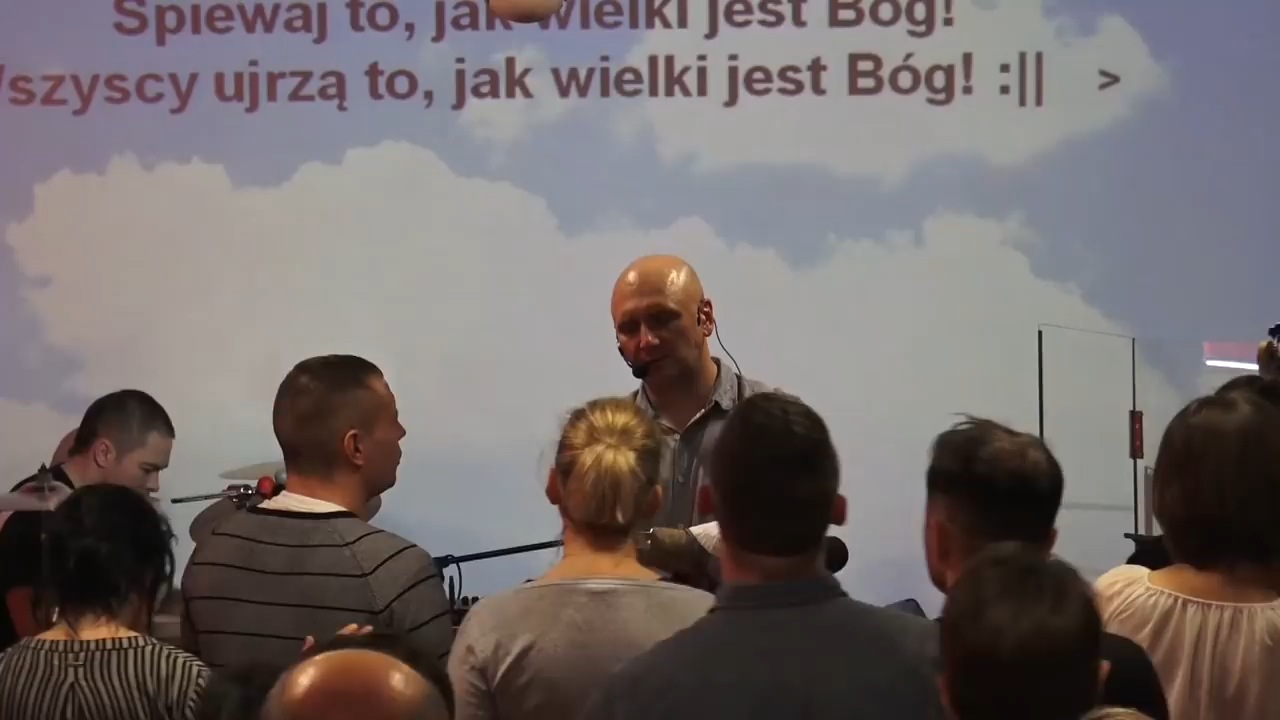 Śpiewaj to, jak wielki jest Bóg!
Wszyscy ujrzą to, jak wielki jest Bóg! :|| >